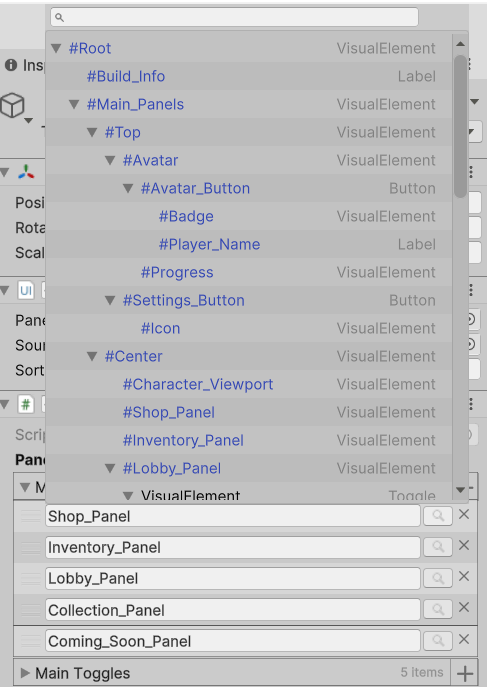 #Root VisualElement
Insp
#Build_Info Label
#Main_Panels VisualElement
#Top VisualElement
#Avatar VisualElement
#Avatar_Button Button
Posi
#Badge VisualElement
Rota
#Player_Name Label
Scal
#Progress VisualElement
UI
#Settings_Button Button
Pane
#Icon VisualElement
Sour
#Center VisualElement
Sort
#Character_Viewport VisualElement
#
#Shop_Panel VisualElement
Scrip
#Inventory_Panel VisualElement
Pane
#Lobby_Panel VisualElement
M
VisualElement Toggle
Shop_Panel
Inventory_Panel
Lobby_Panel
Collection_Panel
Coming_Soon_Panel
Main Toggles 5 items